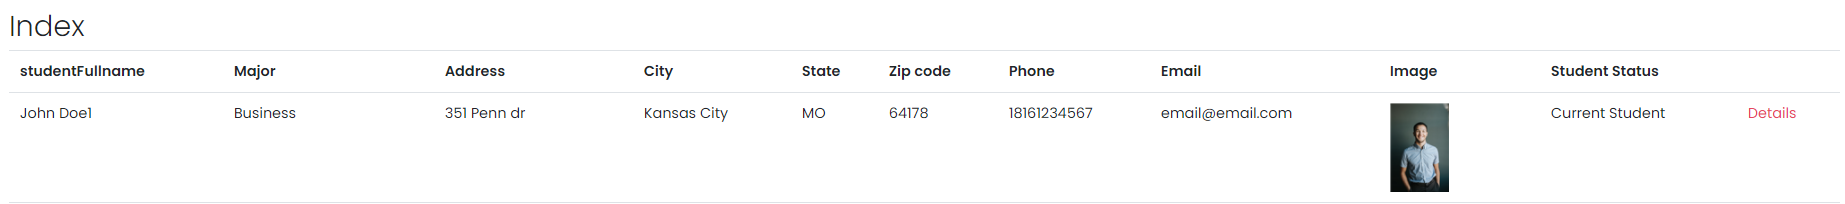 Index
studentFullname Major Address City State Zip code Phone Email Image Student Status
John Doe1 Business 351 Penn dr Kansas City MO 64178 18161234567 email@email.com Current Student Details